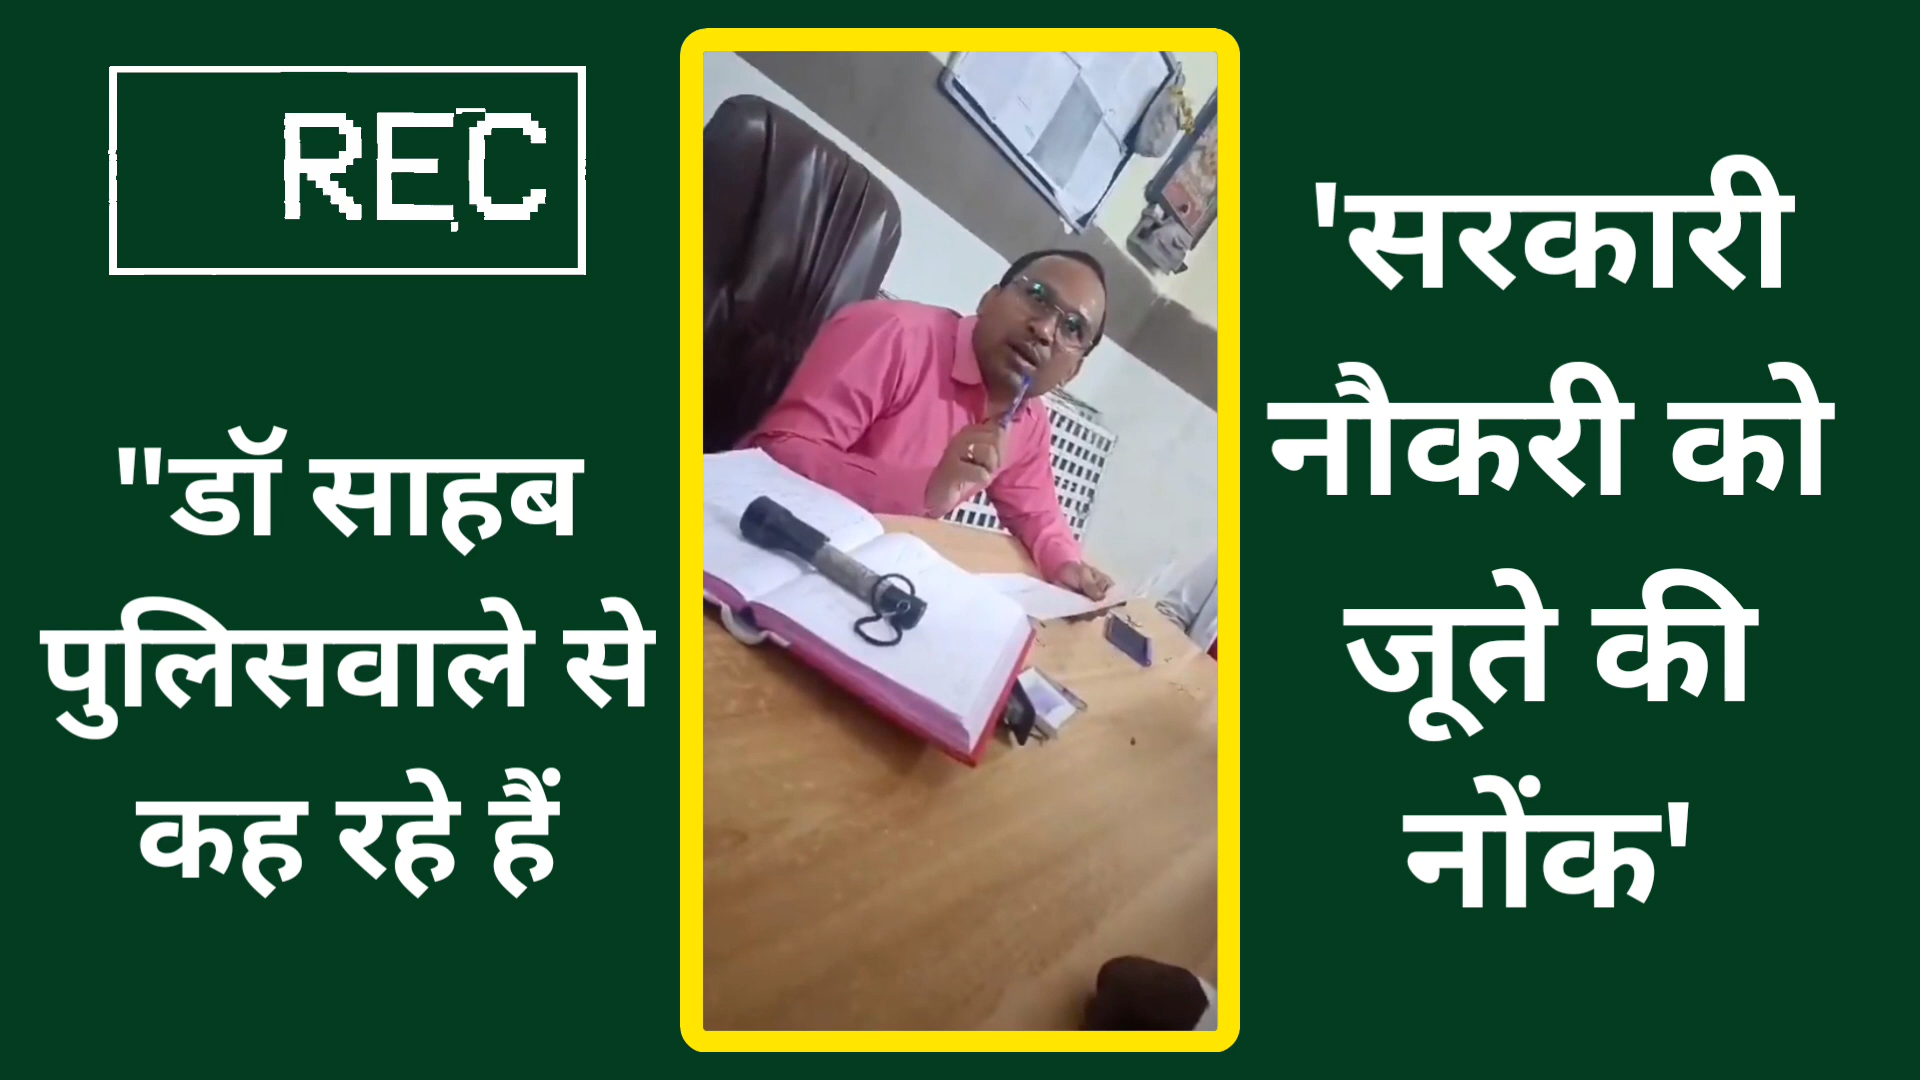 REC
"डॉ साहब
पुलिसवाले से
कह रहे हैं
'सरकारी
नौकरी को
जूते की
नोंक'